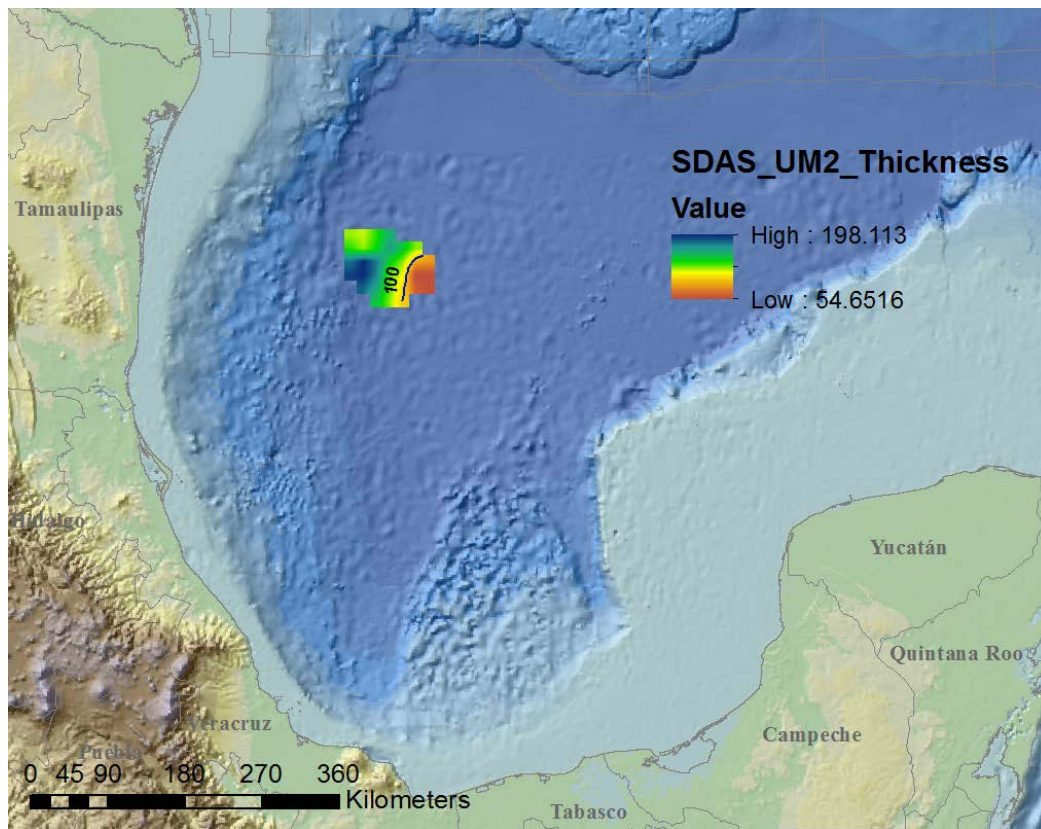 SDAS_UM2_Thickness
Value
High : 198.113
Low : 54.6516
Tamaulipas
100
Hidalgo
Yucatán
Quintana Roo
Veracruz
Campeche
Puebla
0 45 90 180 270 360
Kilometers
Tabasco